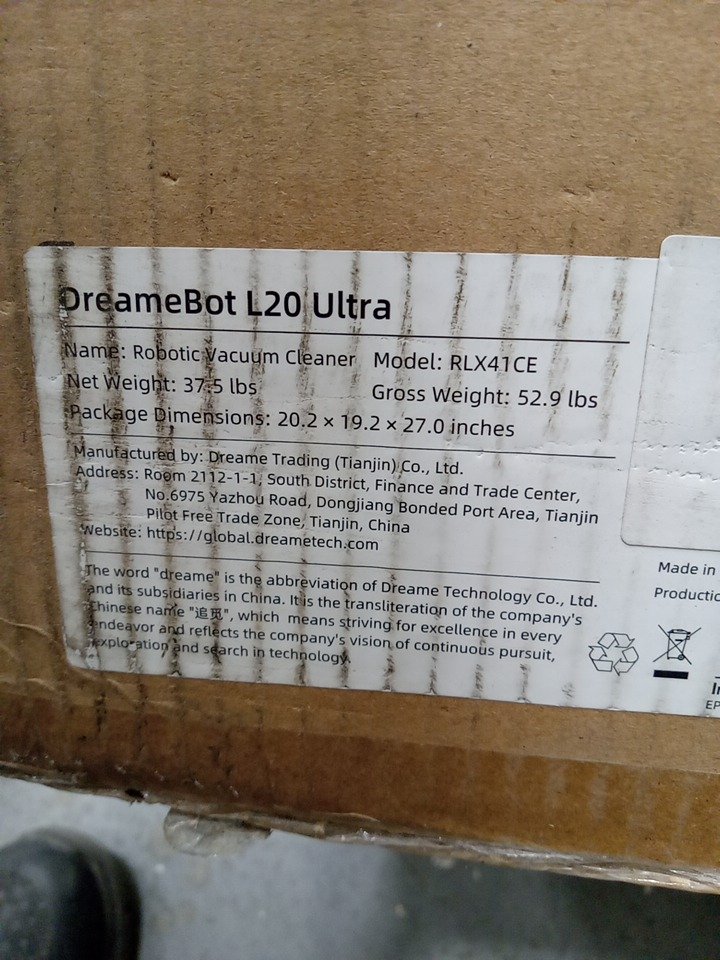 DreameBot L20 Ultra
Name: Robotic Vacuum Cleaner Model: RLX41CE
Net Weight: 37.5 lbs Gross Weight: 52.9 lbs
Package Dimensions: 20.2 × 19.2 × 27.0 inches
Manufactured by: Dreame Trading (Tianjin) Co., Ltd.
Address: Room 2112-1-1, South District, Finance and Trade Center,
No.6975 Yazhou Road, Dongjiang Bonded Port Area, Tianjin
Pilot Free Trade Zone, Tianjin, China
Website: https://global.dreametech.com
The word "dreame" is the abbreviation of Dreame Technology Co., Ltd.
and its subsidiaries in China. It is the transliteration of the company's
Chinese name "追觅", which means striving for excellence in every
endeavor and reflects the company's vision of continuous pursuit,
exploration and search in technology.
Made in